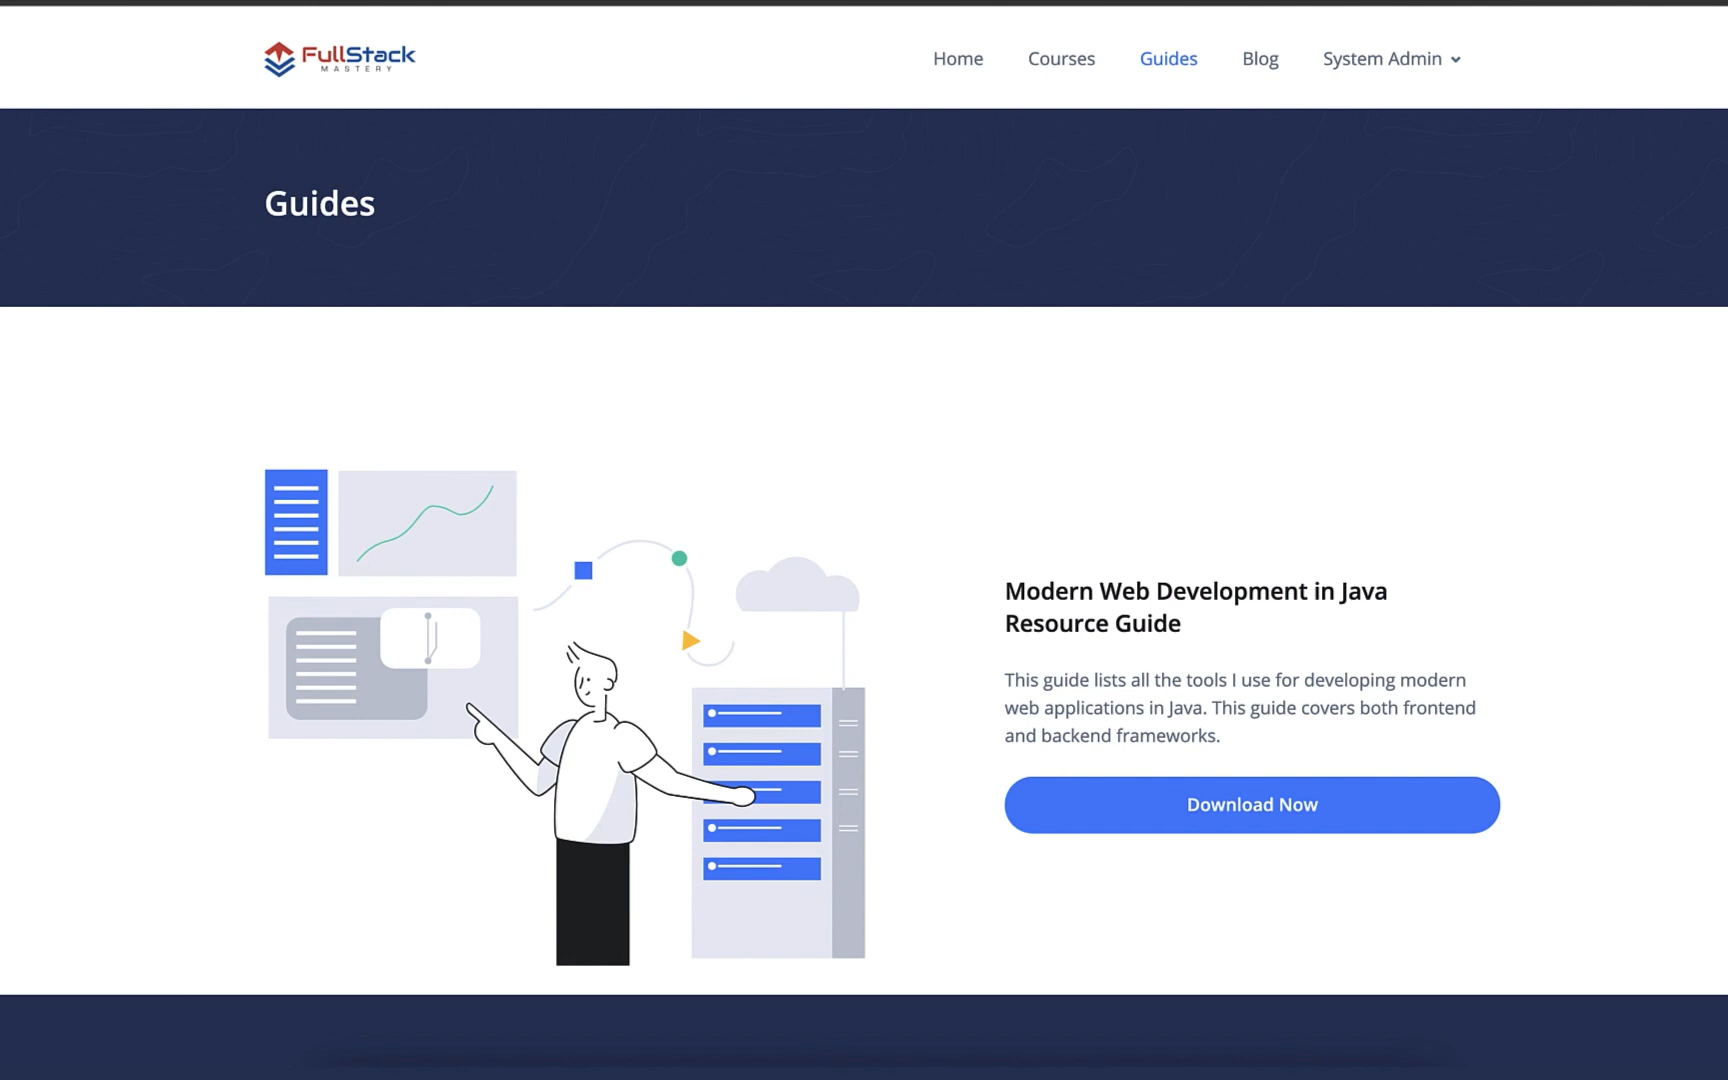 FullStack
MASTERY
Home
Courses
Guides
Blog
System Admin
Guides
Modern Web Development in Java
Resource Guide
This guide lists all the tools I use for developing modern
web applications in Java. This guide covers both frontend
and backend frameworks.
Download Now